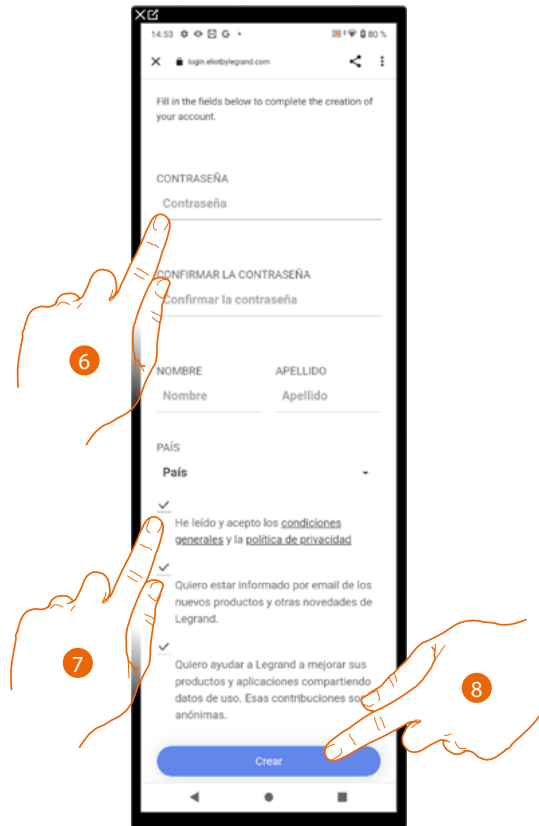 14:53 G 80 %
login.eliotbylegrand.com
Fill in the fields below to complete the creation of
your account.
CONTRASEÑA
Contraseña
CONFIRMAR LA CONTRASEÑA
Confirmar la contraseña
6
NOMBRE APELLIDO
Nombre Apellido
PAÍS
País
He leído y acepto los condiciones
generales y la política de privacidad
Quiero estar informado por email de los
nuevos productos y otras novedades de
Legrand.
7
Quiero ayudar a Legrand a mejorar sus
productos y aplicaciones compartiendo
datos de uso. Esas contribuciones son
anónimas.
8
Crear